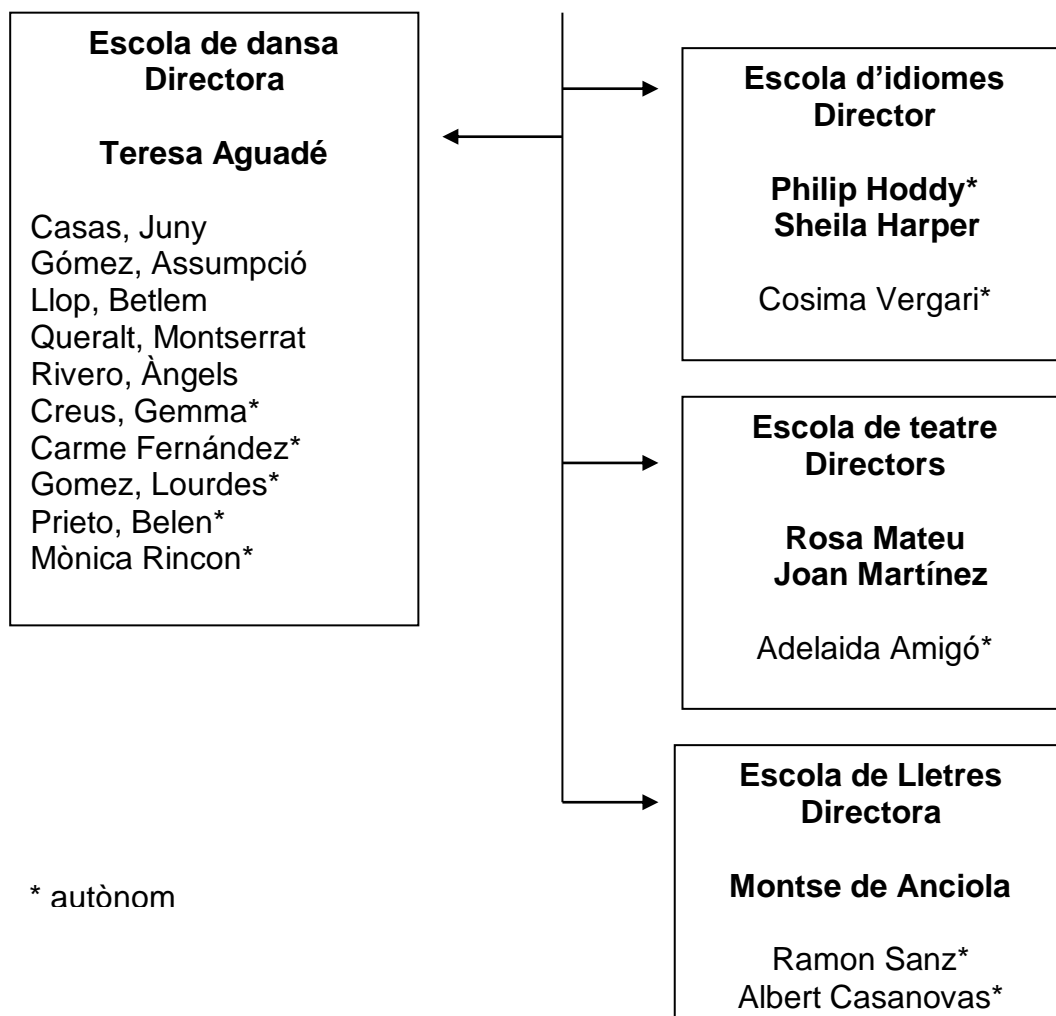 Escola de dansa
Directora
Teresa Aguadé
Casas, Juny
Gómez, Assumpció
Llop, Betlem
Queralt, Montserrat
Rivero, Àngels
Creus, Gemma*
Carme Fernández*
Gomez, Lourdes*
Prieto, Belen*
Mònica Rincon*
Escola d’idiomes
Director
Philip Hoddy*
Sheila Harper
Cosima Vergari*
Escola de teatre
Directors
Rosa Mateu
Joan Martínez
Adelaida Amigó*
Escola de Lletres
Directora
Montse de Anciola
Ramon Sanz*
Albert Casanovas*
* autònom